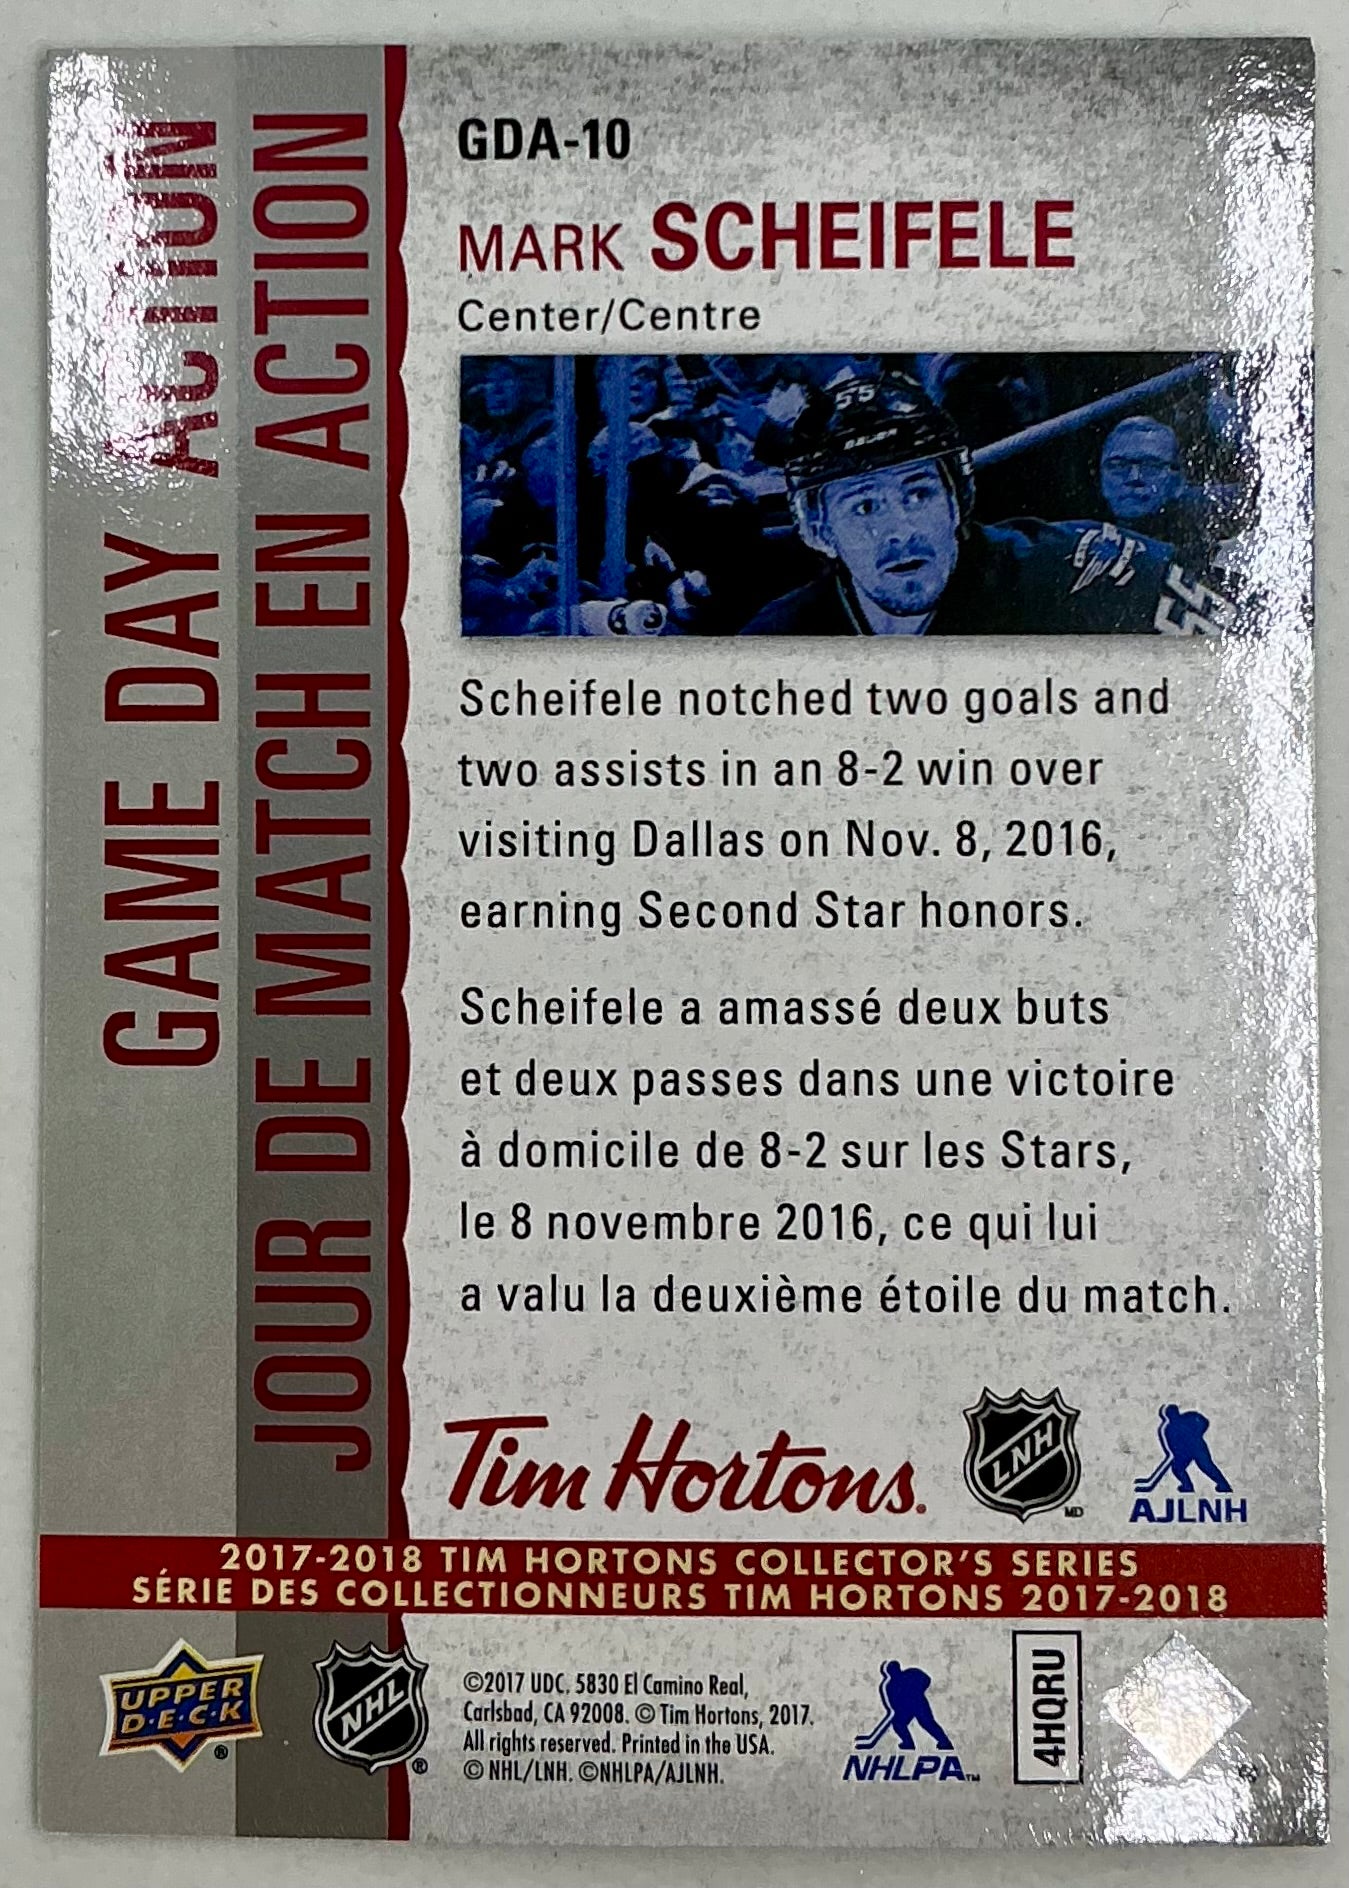 GAME DAY ACTION
JOUR DE MATCH EN ACTION
GDA-10
MARK SCHEIFELE
Center/Centre
55
BAUER
55
Scheifele notched two goals and
two assists in an 8-2 win over
visiting Dallas on Nov. 8, 2016,
earning Second Star honors.
Scheifele a amassé deux buts
et deux passes dans une victoire
à domicile de 8-2 sur les Stars,
le 8 novembre 2016, ce qui lui
a valu la deuxième étoile du match.
Tim Hortons.
LNH MD
AJLNH
2017-2018 TIM HORTONS COLLECTOR'S SERIES
SÉRIE DES COLLECTIONNEURS TIM HORTONS 2017-2018
UPPER
D·E·C·K ®
NHL ®
©2017 UDC. 5830 El Camino Real,
Carlsbad, CA 92008. © Tim Hortons, 2017.
All rights reserved. Printed in the USA.
© NHL/LNH. ©NHLPA/AJLNH.
NHLPA™
4HQRU